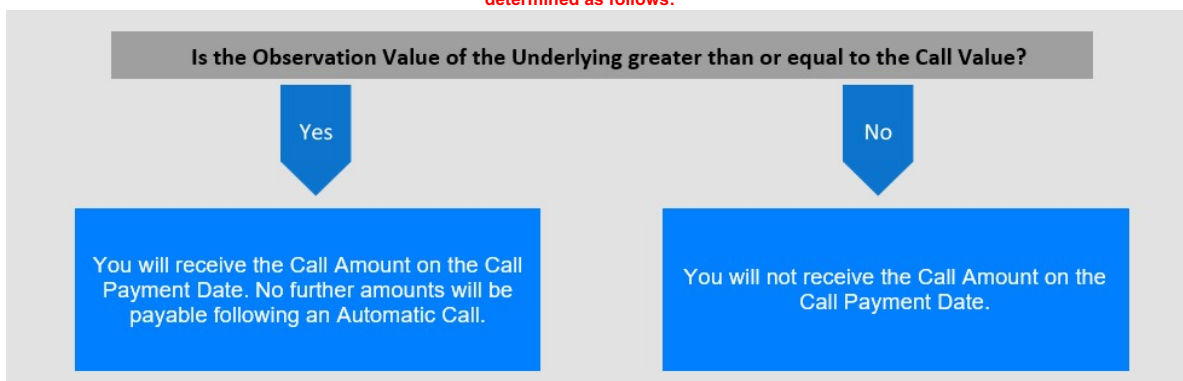 determined as follows:
Is the Observation Value of the Underlying greater than or equal to the Call Value?
Yes
No
You will receive the Call Amount on the Call
Payment Date. No further amounts will be
payable following an Automatic Call.
You will not receive the Call Amount on the
Call Payment Date.